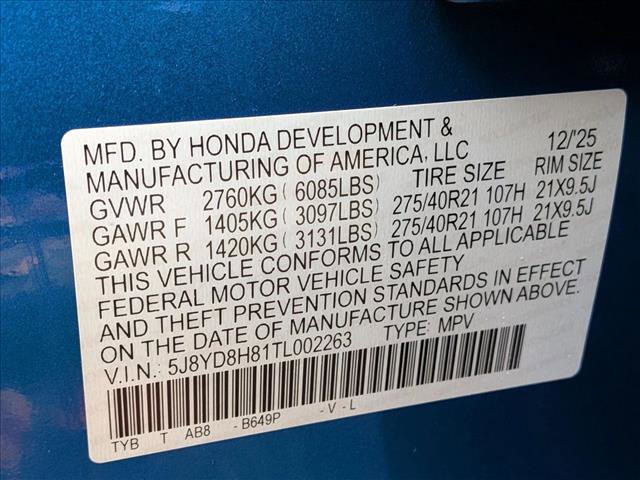 MFD. BY HONDA DEVELOPMENT & 12/'25
MANUFACTURING OF AMERICA, LLC TIRE SIZE RIM SIZE
GVWR 2760KG ( 6085LBS)
GAWR F 1405KG ( 3097LBS) 275/40R21 107H 21X9.5J
GAWR R 1420KG ( 3131LBS) 275/40R21 107H 21X9.5J
THIS VEHICLE CONFORMS TO ALL APPLICABLE
FEDERAL MOTOR VEHICLE SAFETY
AND THEFT PREVENTION STANDARDS IN EFFECT
ON THE DATE OF MANUFACTURE SHOWN ABOVE.
V.I.N.: 5J8YD8H81TL002263 TYPE: MPV
TYB T AB8 - B649P - V - L